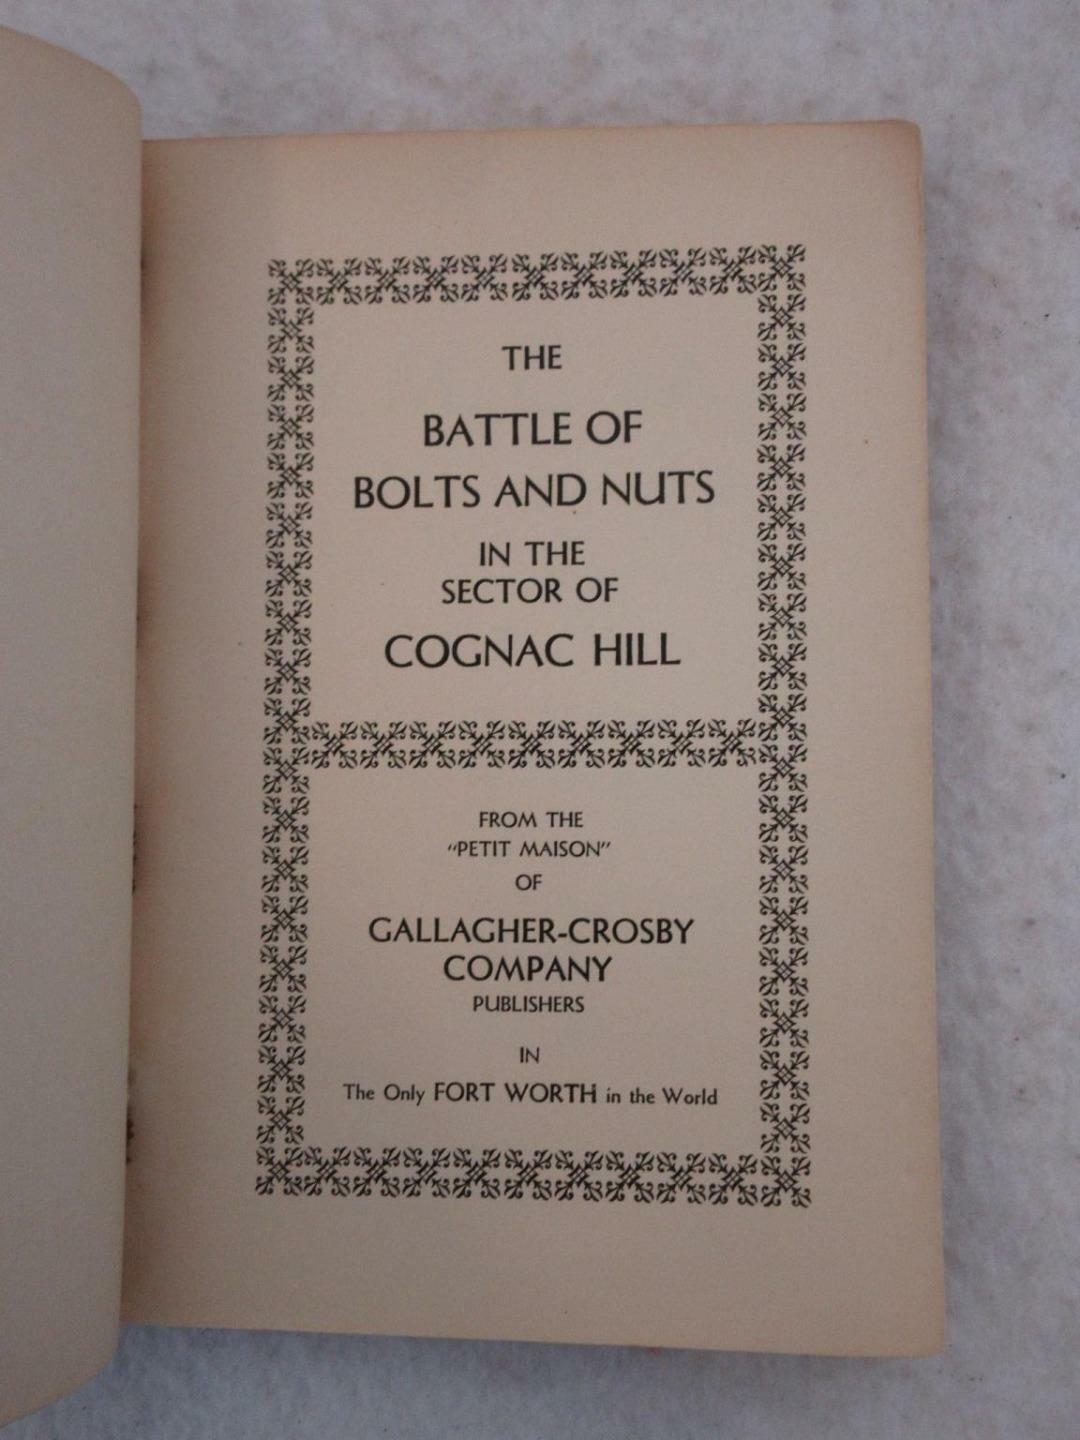 THE
BATTLE OF
BOLTS AND NUTS
IN THE
SECTOR OF
COGNAC HILL
FROM THE
"PETIT MAISON"
OF
GALLAGHER-CROSBY
COMPANY
PUBLISHERS
IN
The Only FORT WORTH in the World